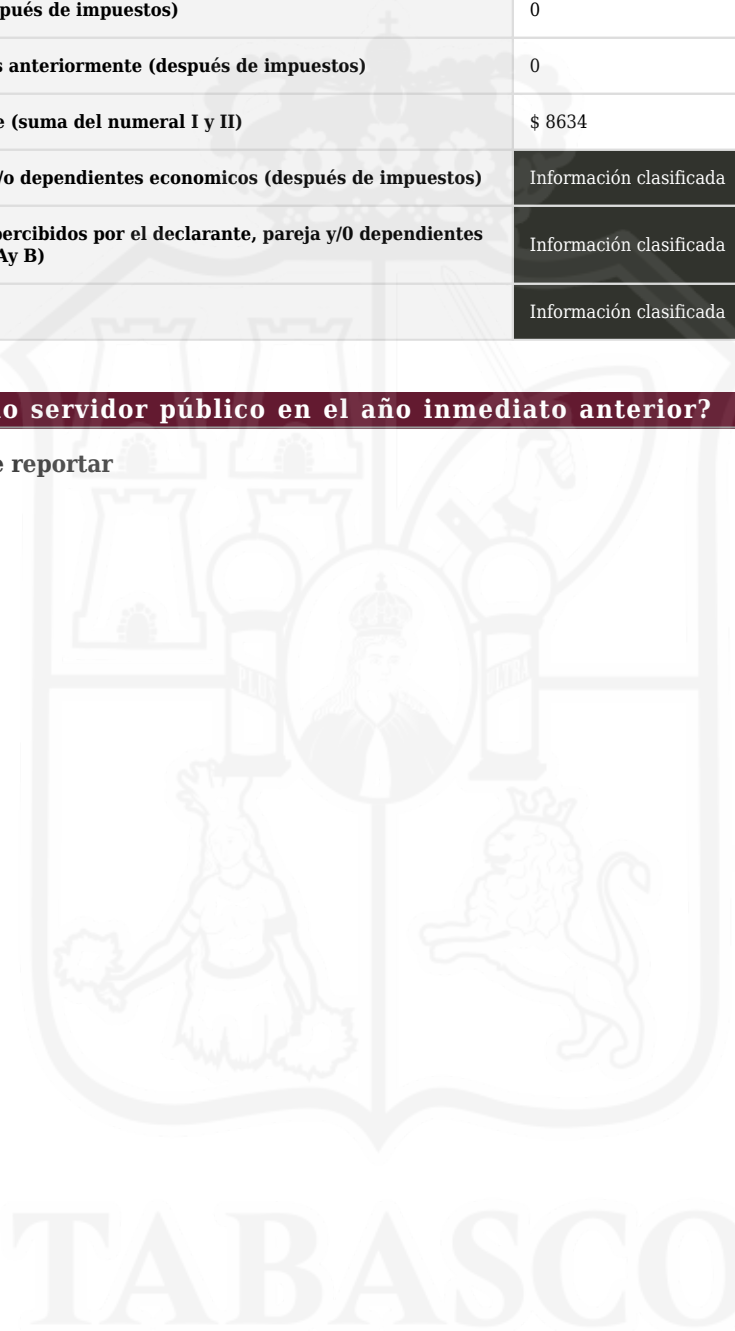 pués de impuestos)
0
s anteriormente (después de impuestos)
0
e (suma del numeral I y II)
$ 8634
/o dependientes economicos (después de impuestos)
Información clasificada
percibidos por el declarante, pareja y/0 dependientes
Ay B)
Información clasificada
Información clasificada
o servidor público en el año inmediato anterior?
e reportar
PLUS
ULTRA
TABASCO